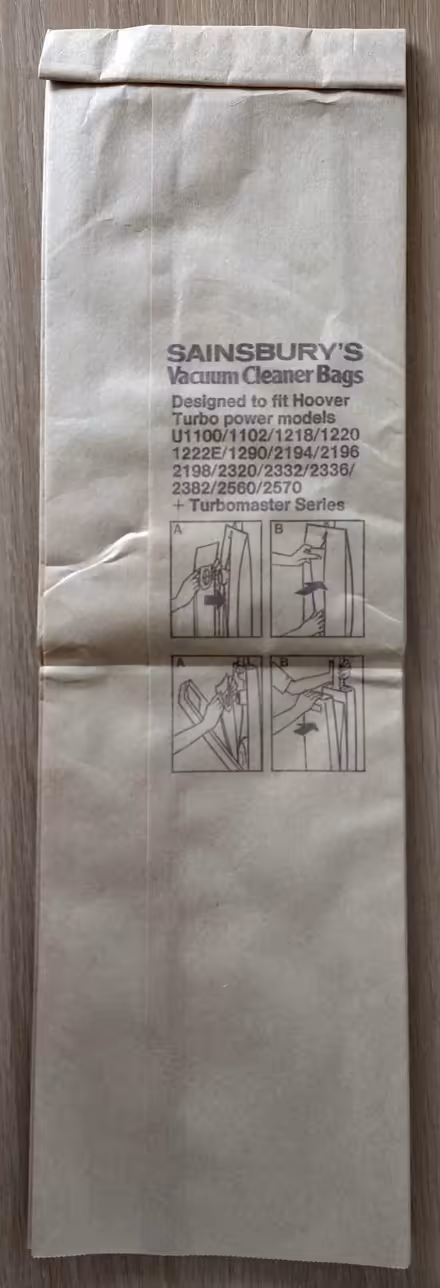 SAINSBURY'S
Vacuum Cleaner Bags
Designed to fit Hoover
Turbo power models
U1100/1102/1218/1220
1222E/1290/2194/2196
2198/2320/2332/2336/
2382/2560/2570
+ Turbomaster Series
A B
A B